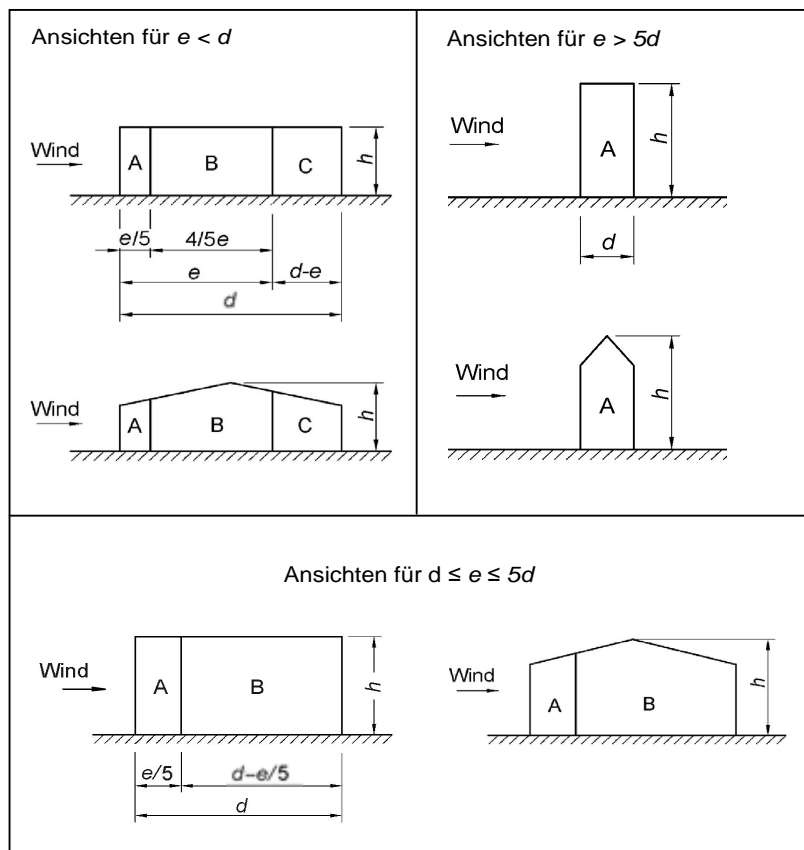 Ansichten für e < d
Wind
A B C
h
e/5 4/5e
e d-e
d
Wind
A B C
h
Ansichten für e > 5d
Wind
A
h
d
Wind
A
h
Ansichten für d ≤ e ≤ 5d
Wind
A B
h
e/5 d-e/5
d
Wind
A B
h